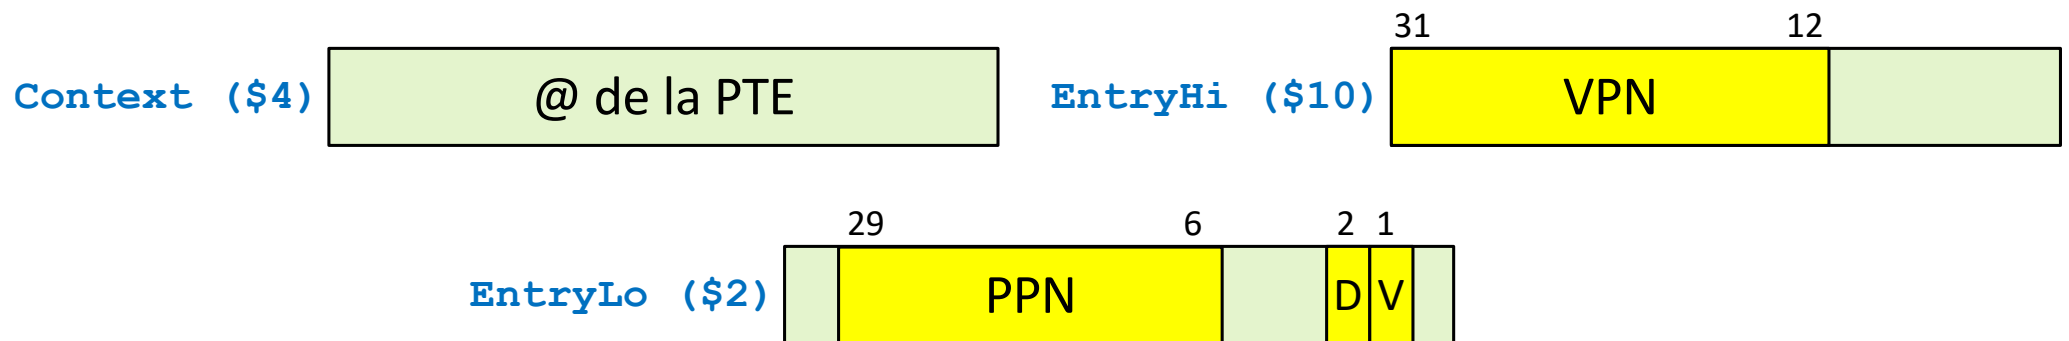 31 12
Context ($4) @ de la PTE EntryHi ($10) VPN
29 6 2 1
EntryLo ($2) PPN D V